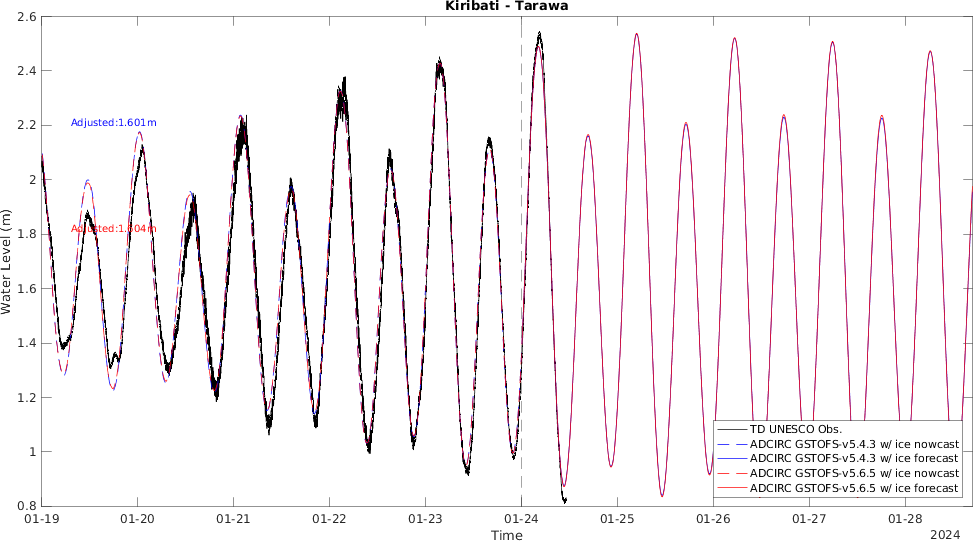 Kiribati - Tarawa
2.6
2.4
2.2
2
1.8
1.6
1.4
1.2
1
0.8
Water Level (m)
Adjusted:1.601m
Adjusted:1.604m
TD UNESCO Obs.
ADCIRC GSTOFS-v5.4.3 w/ ice nowcast
ADCIRC GSTOFS-v5.4.3 w/ ice forecast
ADCIRC GSTOFS-v5.6.5 w/ ice nowcast
ADCIRC GSTOFS-v5.6.5 w/ ice forecast
01-19 01-20 01-21 01-22 01-23 01-24 01-25 01-26 01-27 01-28
Time
2024